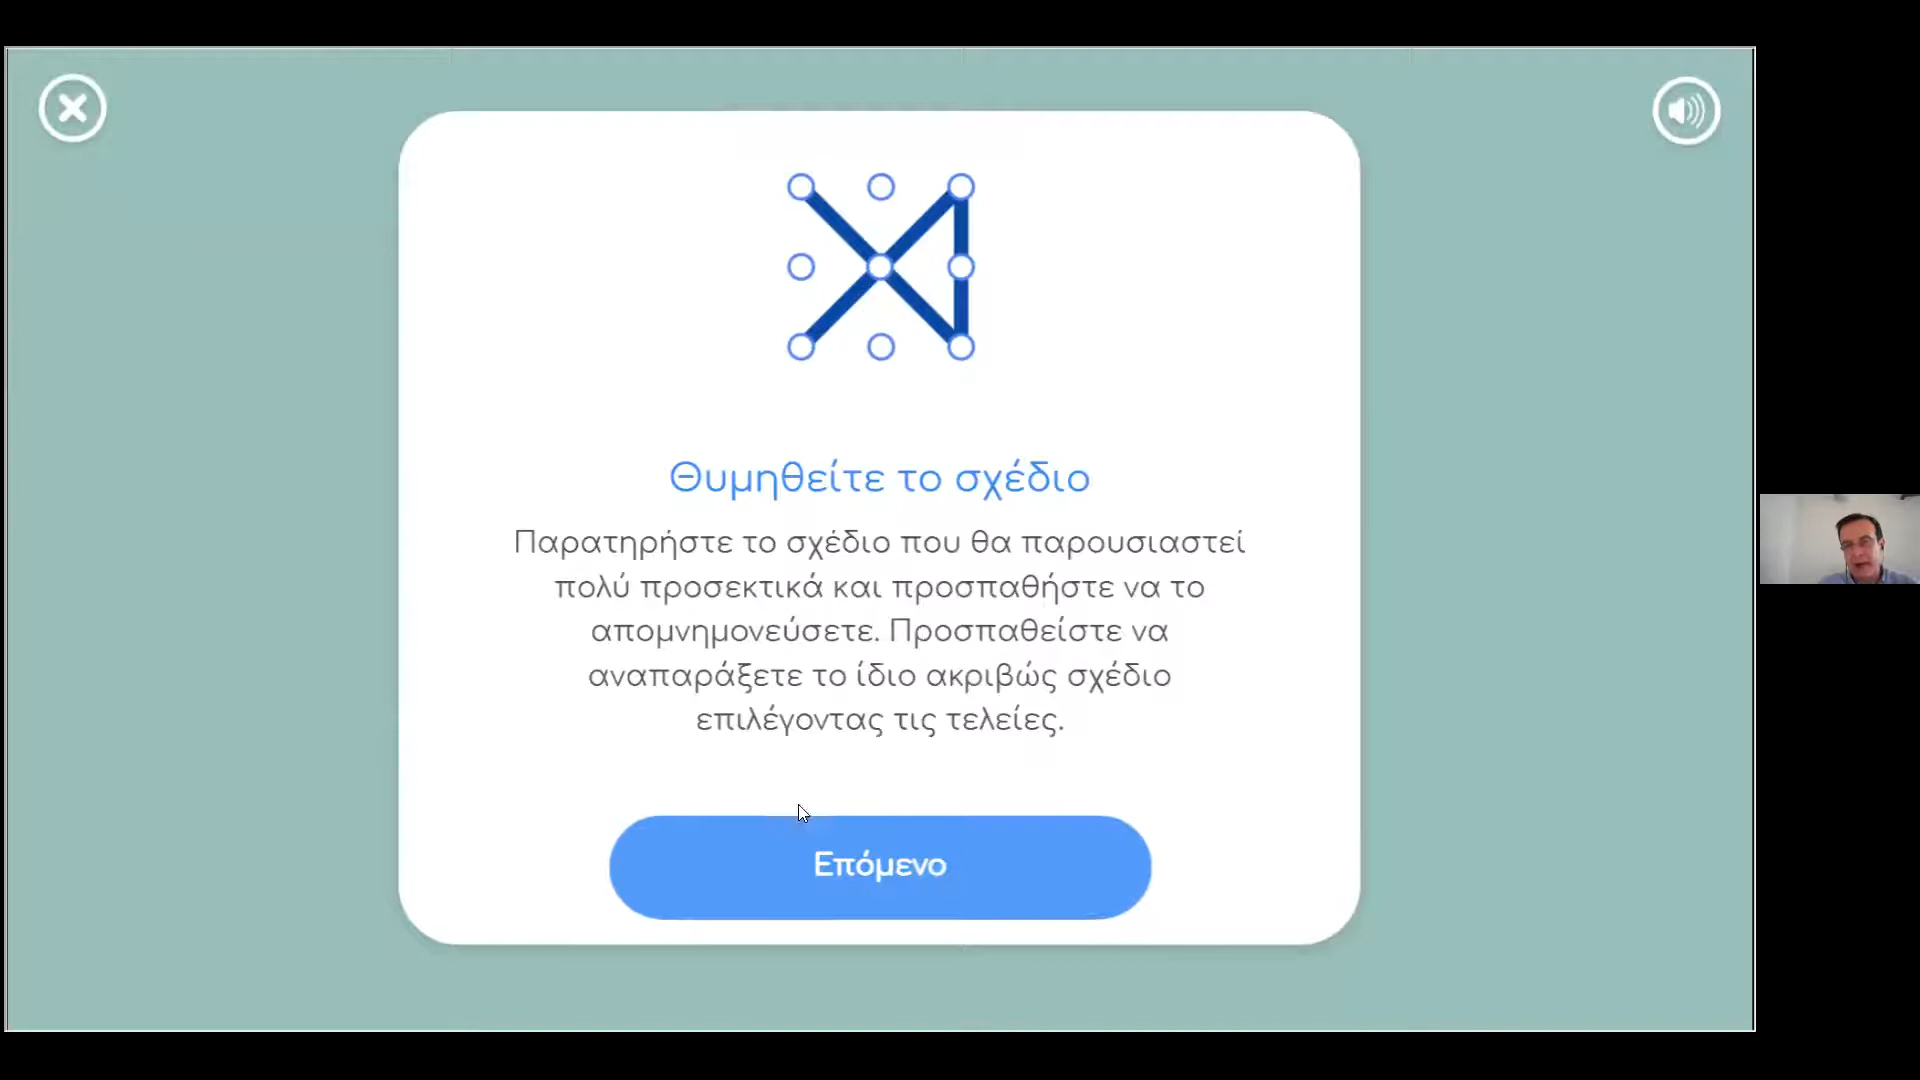 Θυμηθείτε το σχέδιο
Παρατηρήστε το σχέδιο που θα παρουσιαστεί
πολύ προσεκτικά και προσπαθήστε να το
απομνημονεύσετε. Προσπαθείστε να
αναπαράξετε το ίδιο ακριβώς σχέδιο
επιλέγοντας τις τελείες.
Επόμενο